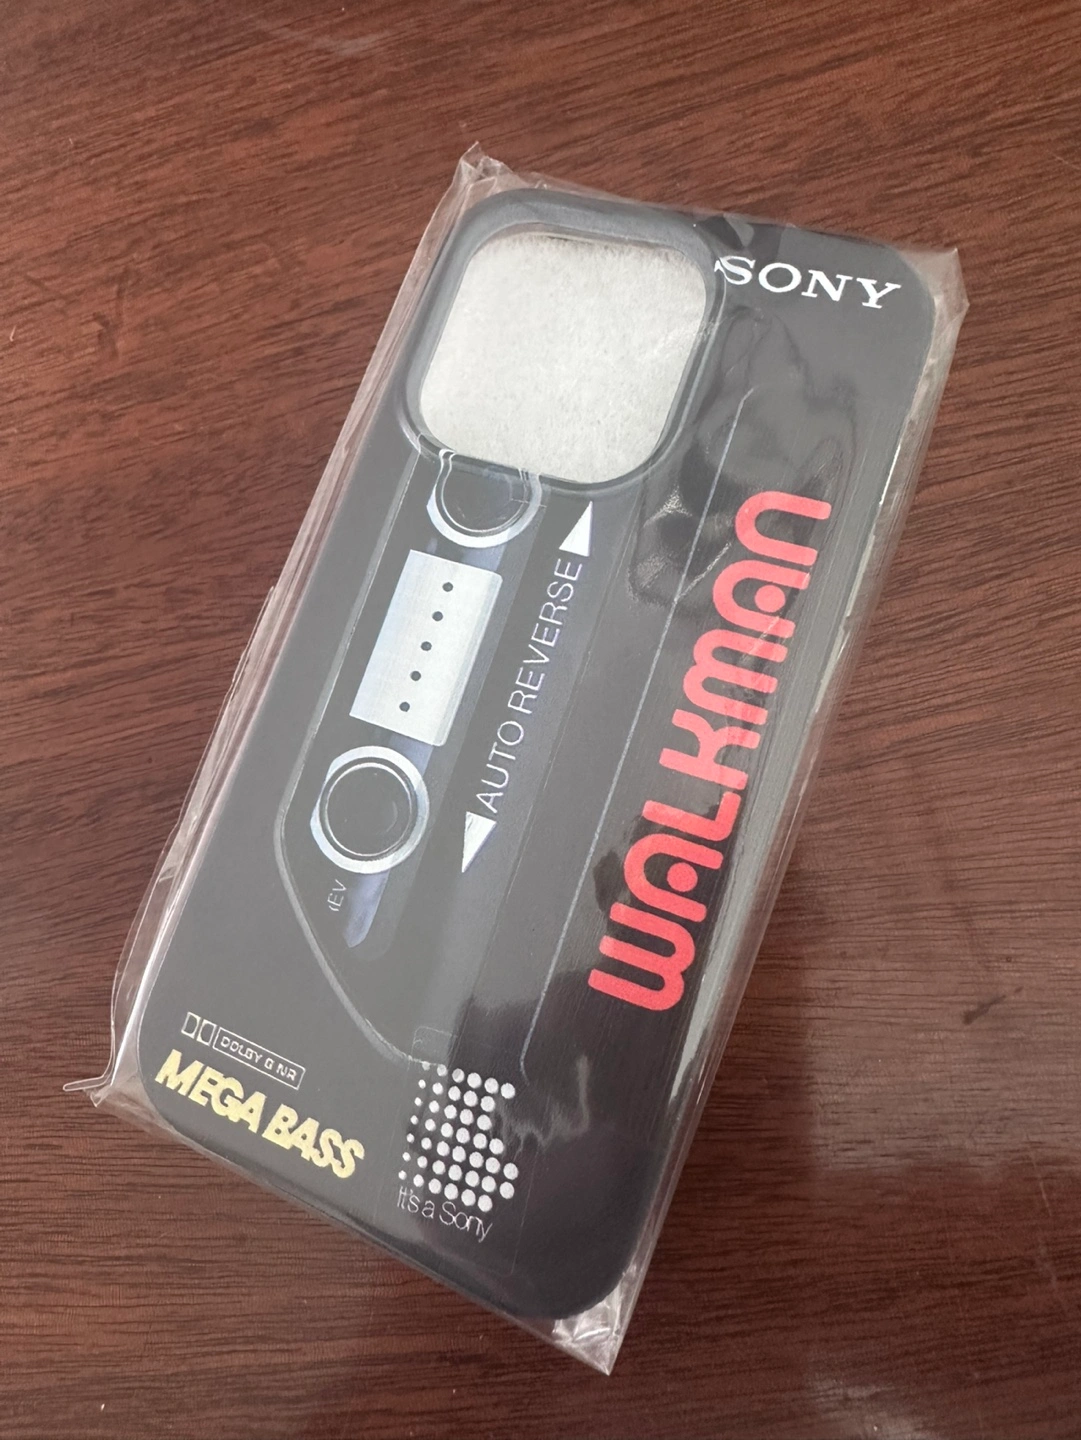 SONY
WALKMAN
AUTO REVERSE
DOLBY B NR
MEGA BASS
It's a Sony